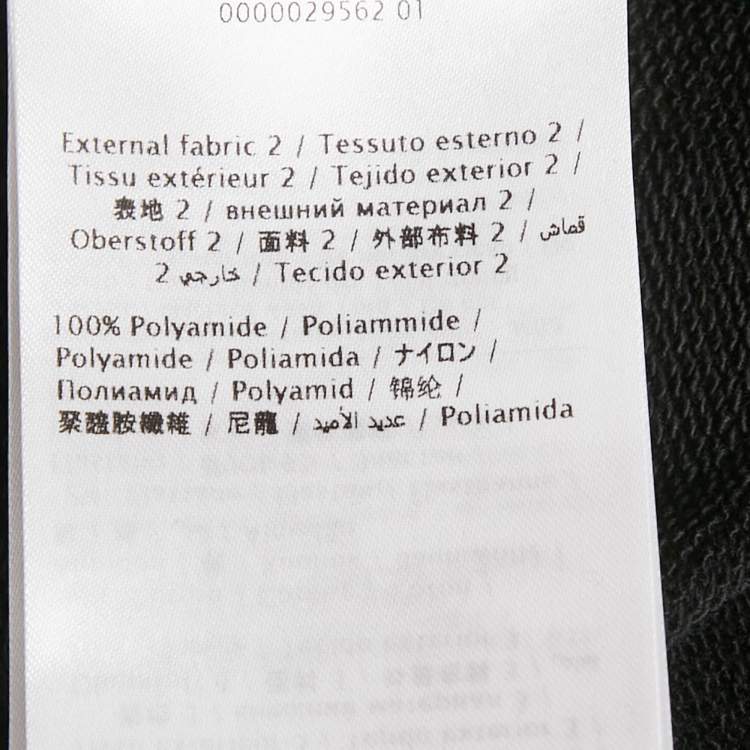 0000029562 01
External fabric 2 / Tessuto esterno 2 /
Tissu extérieur 2 / Tejido exterior 2 /
表地 2 / внешний материал 2 /
Oberstoff 2 / 面料 2 / 外部布料 2 / قماش
خارجي 2 / Tecido exterior 2
100% Polyamide / Poliammide /
Polyamide / Poliamida / ナイロン /
Полиамид / Polyamid / 锦纶 /
聚醯胺纖維 / 尼龍 / عديد الأميد / Poliamida